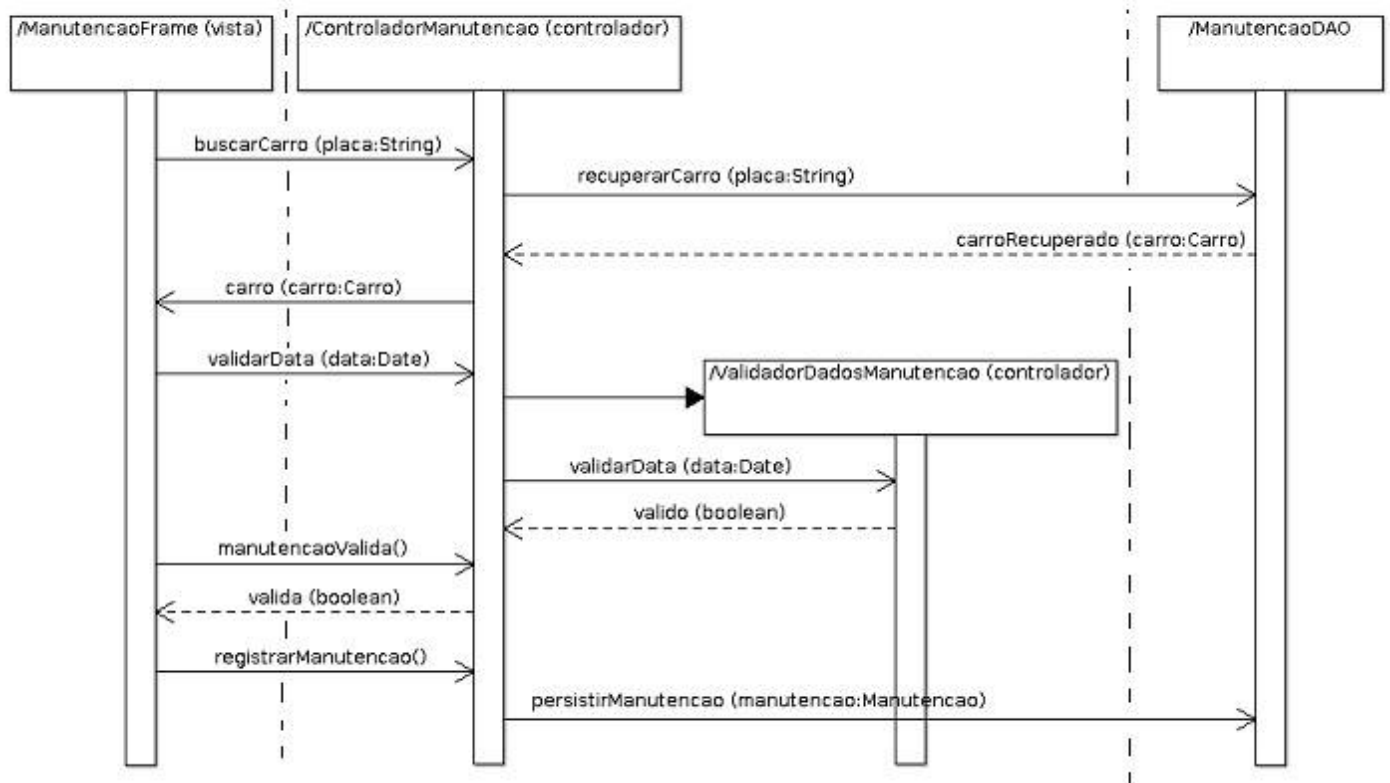 /ManutencaoFrame (vista)
/ControladorManutencao (controlador)
/ManutencaoDAO
buscarCarro (placa:String)
recuperarCarro (placa:String)
carroRecuperado (carro:Carro)
carro (carro:Carro)
validarData (data:Date)
/ValidadorDadosManutencao (controlador)
validarData (data:Date)
valido (boolean)
manutencaoValida()
valida (boolean)
registrarManutencao()
persistirManutencao (manutencao:Manutencao)